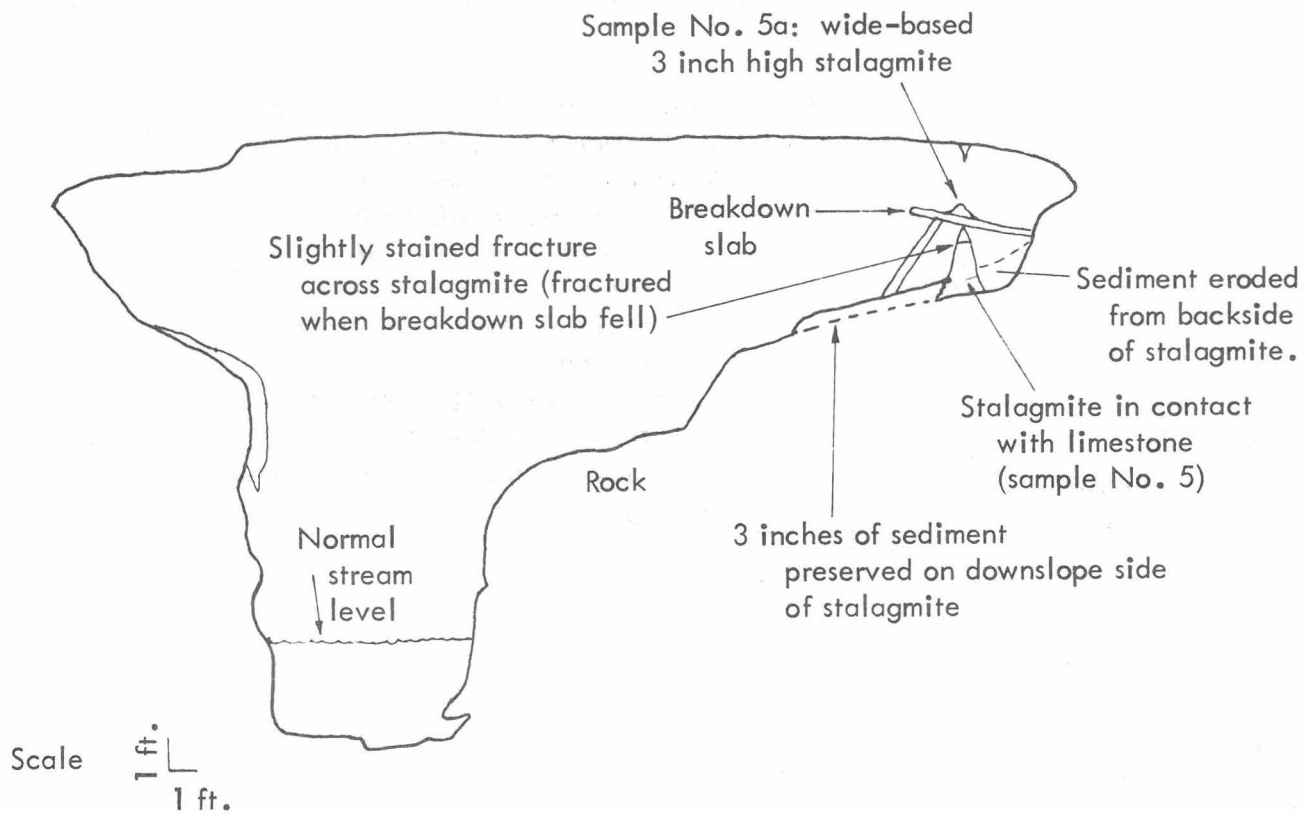 Sample No. 5a: wide-based
3 inch high stalagmite
Breakdown
slab
Slightly stained fracture
across stalagmite (fractured
when breakdown slab fell)
Sediment eroded
from backside
of stalagmite.
Stalagmite in contact
with limestone
(sample No. 5)
Rock
3 inches of sediment
preserved on downslope side
of stalagmite
Normal
stream
level
Scale
1 ft.
1 ft.